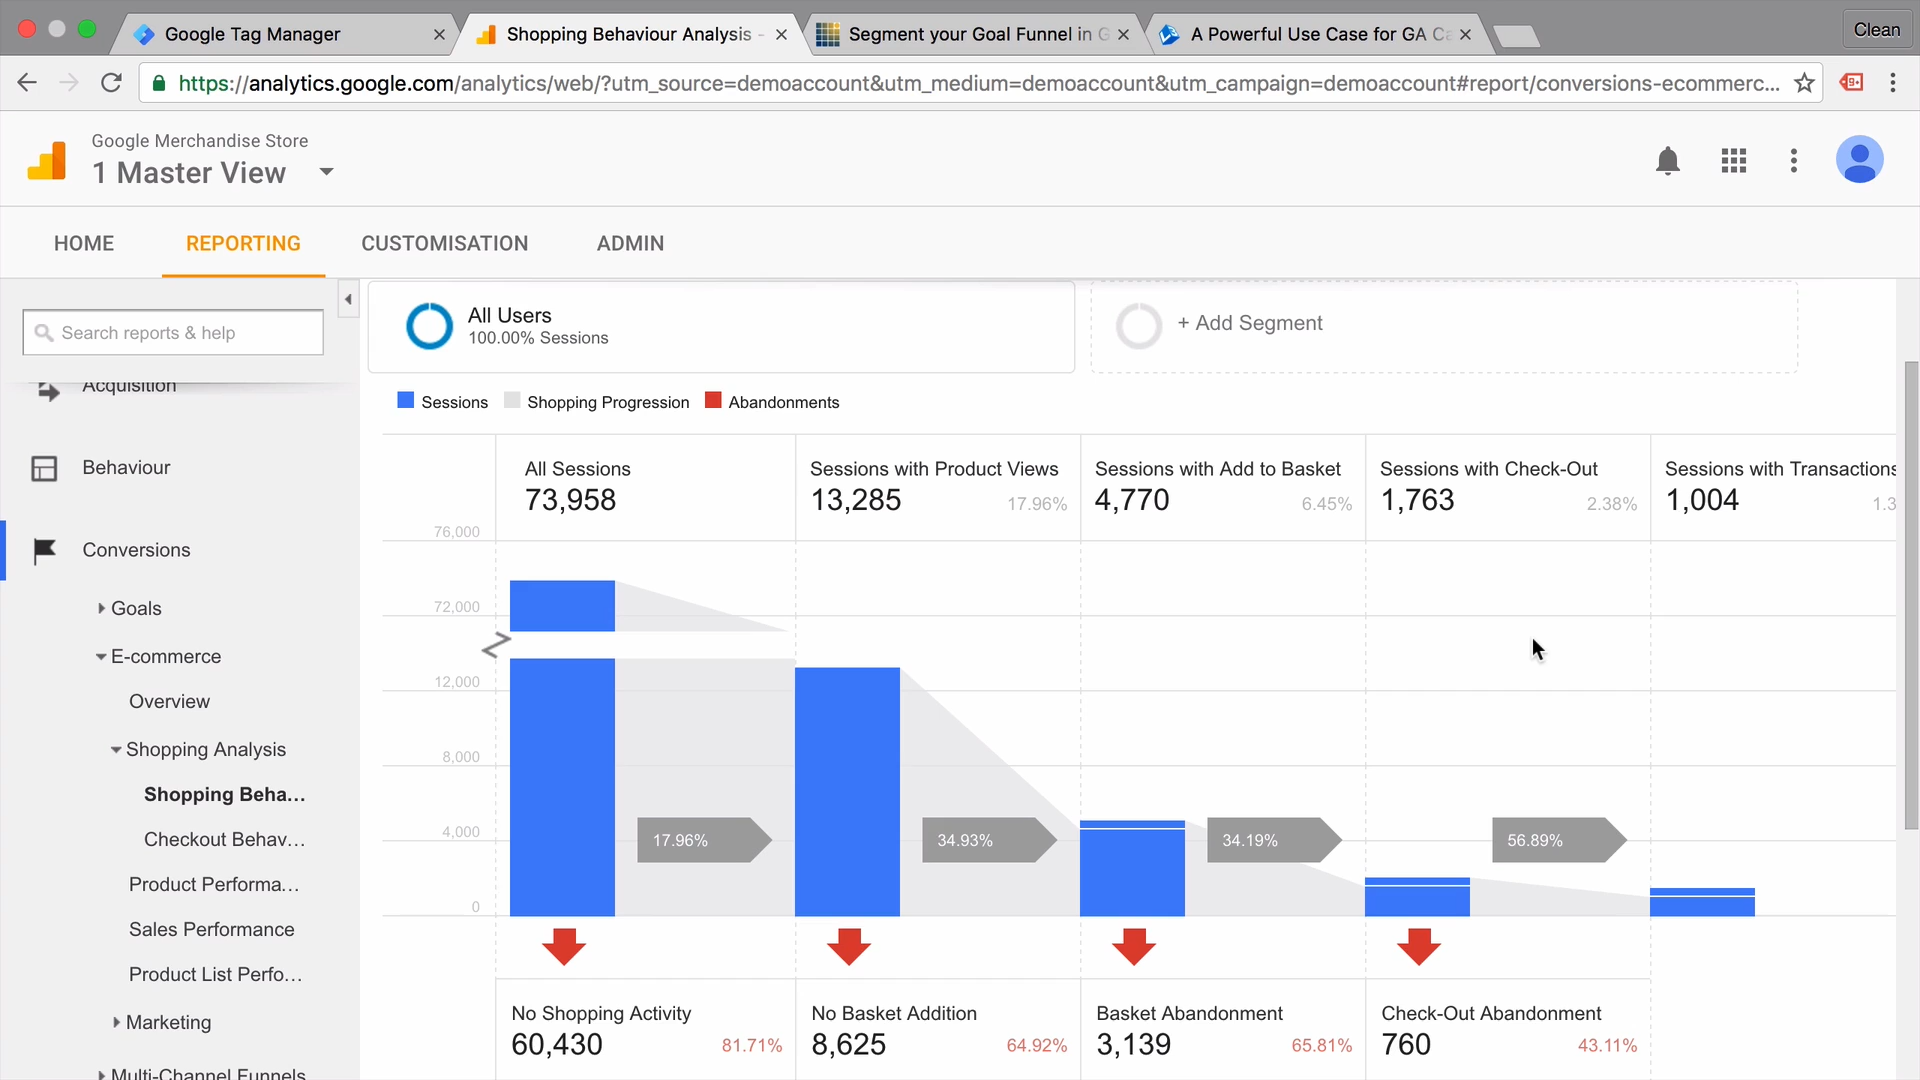 Google Tag Manager
Shopping Behaviour Analysis -
Segment your Goal Funnel in G
A Powerful Use Case for GA Ca
Clean
https://analytics.google.com/analytics/web/?utm_source=demoaccount&utm_medium=demoaccount&utm_campaign=demoaccount#report/conversions-ecommerc...
Google Merchandise Store
1 Master View
HOME
REPORTING
CUSTOMISATION
ADMIN
Search reports & help
Acquisition
Behaviour
Conversions
Goals
E-commerce
Overview
Shopping Analysis
Shopping Beha...
Checkout Behav...
Product Performa...
Sales Performance
Product List Perfo...
Marketing
Multi-Channel Funnels
All Users
100.00% Sessions
+ Add Segment
Sessions
Shopping Progression
Abandonments
All Sessions
73,958
Sessions with Product Views
13,285
17.96%
Sessions with Add to Basket
4,770
6.45%
Sessions with Check-Out
1,763
2.38%
Sessions with Transactions
1,004
1.3
76,000
72,000
12,000
8,000
4,000
0
17.96%
34.93%
34.19%
56.89%
No Shopping Activity
60,430
81.71%
No Basket Addition
8,625
64.92%
Basket Abandonment
3,139
65.81%
Check-Out Abandonment
760
43.11%